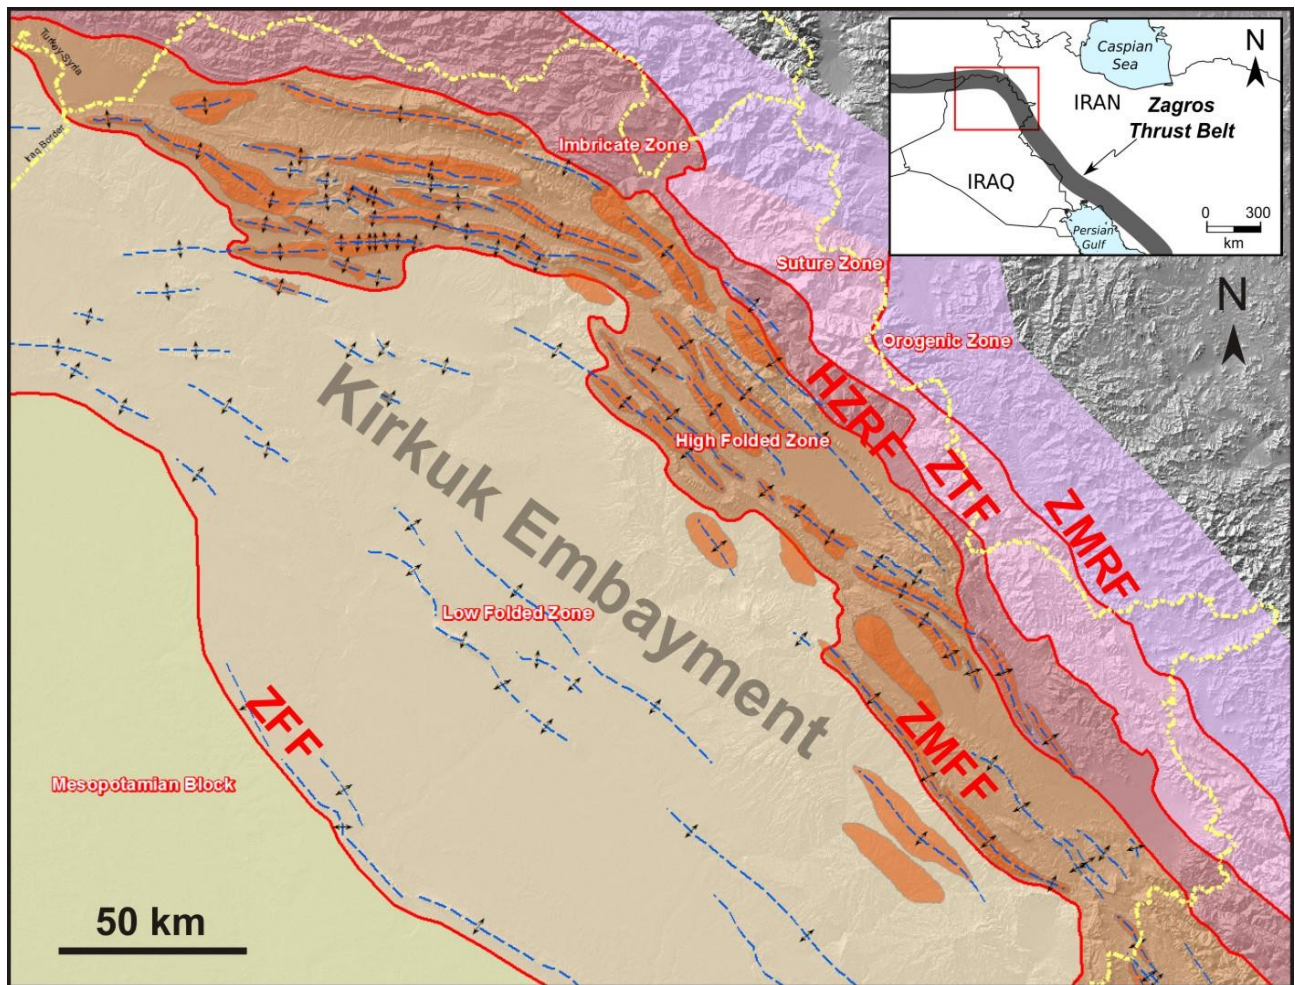 Turkey-Syria
Iraq Border
Imbricate Zone
Suture Zone
Orogenic Zone
High Folded Zone
Low Folded Zone
Mesopotamian Block
Kirkuk Embayment
HZRF
ZTF
ZMRF
ZFF
ZMFF
50 km
N
Caspian
Sea
N
IRAN
Zagros
Thrust Belt
IRAQ
0 300
km
Persian
Gulf